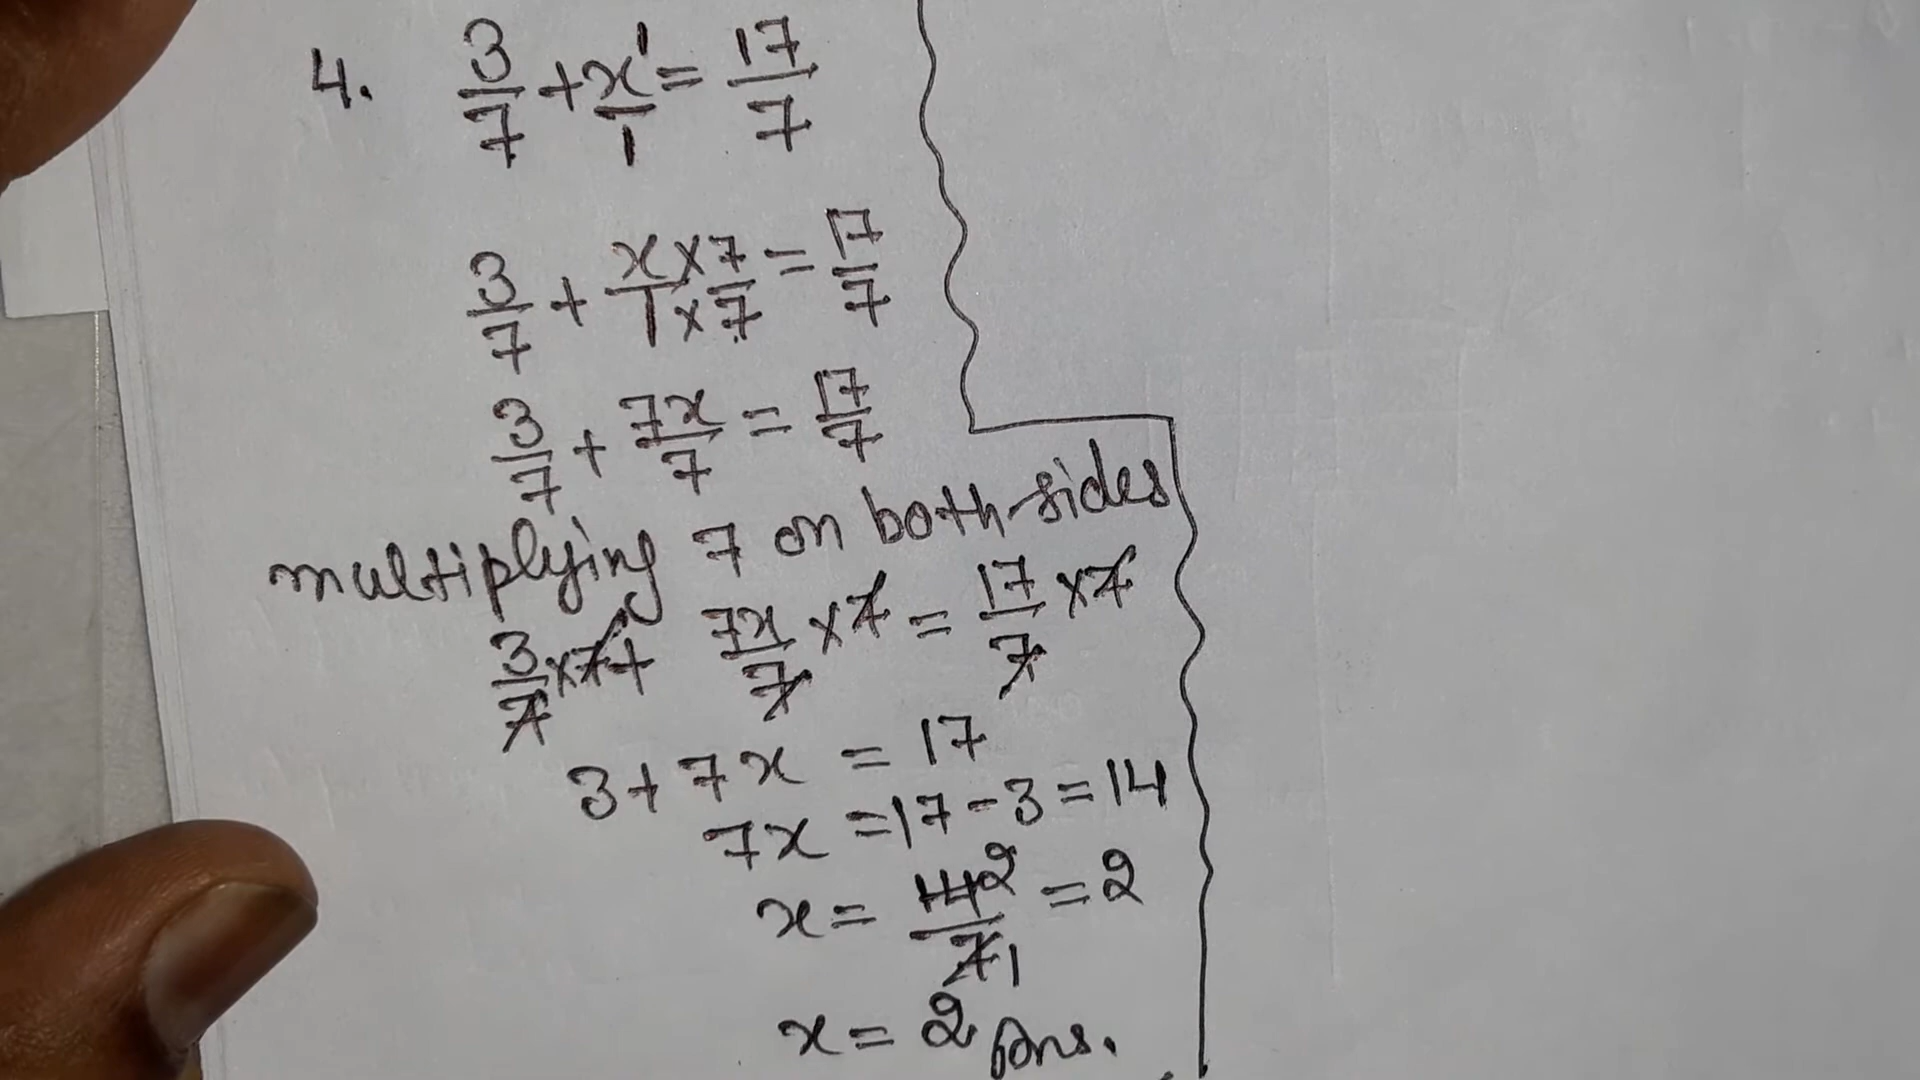 4. 3/7 + x/1 = 17/7
3/7 + x×7/1×7 = 17/7
3/7 + 7x/7 = 17/7
multiplying 7 on both sides
3/7 ×7 + 7x/7 ×7 = 17/7 ×7
3 + 7x = 17
7x = 17 - 3 = 14
x = 14 2/7 1 = 2
x = 2 Ans.